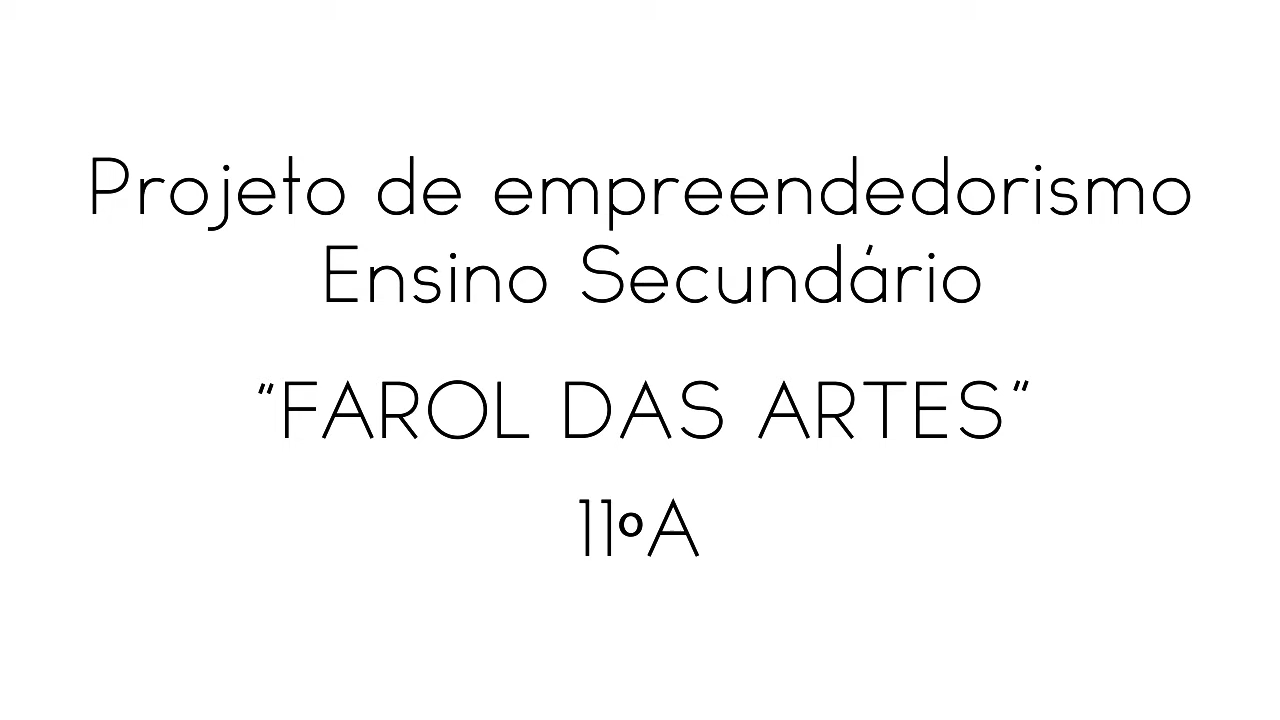 Projeto de empreendedorismo
Ensino Secundário
“FAROL DAS ARTES”
11ºA